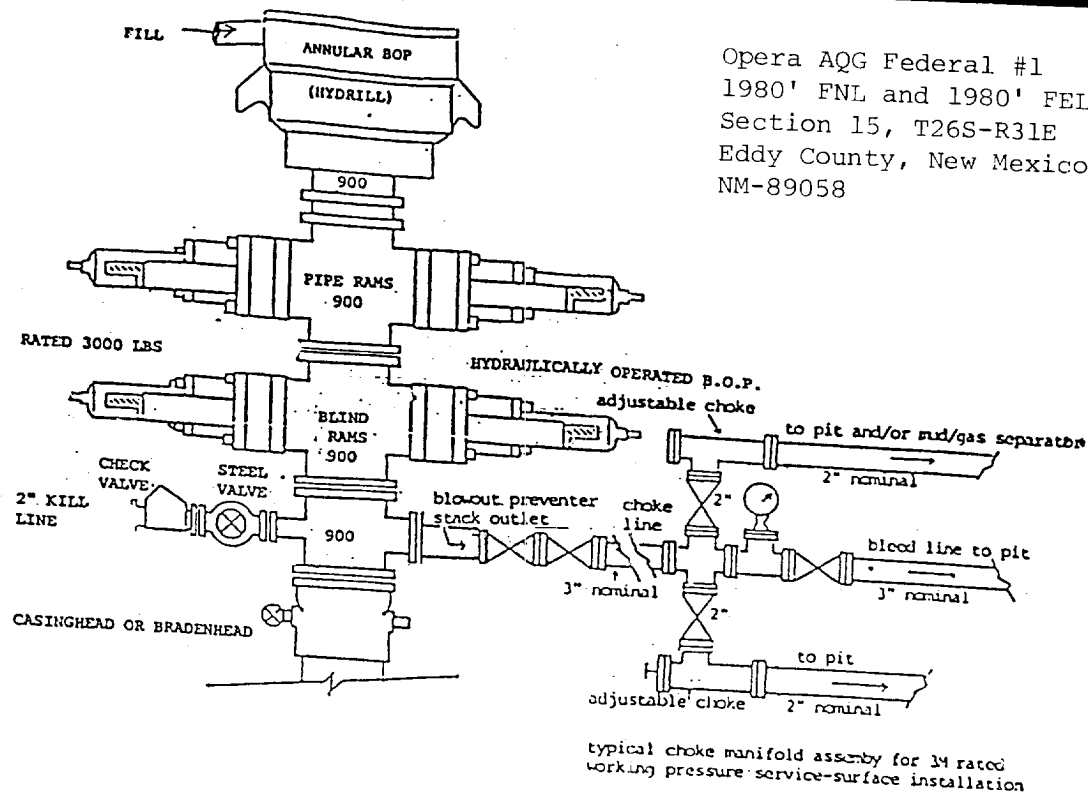 Opera AQG Federal #1
1980' FNL and 1980' FEL
Section 15, T26S-R31E
Eddy County, New Mexico
NM-89058
FILL
ANNULAR BOP
(HYDRILL)
900
PIPE RAMS
900
RATED 3000 LBS
HYDRAULICALLY OPERATED B.O.P.
BLIND
RAMS
900
adjustable choke
to pit and/or mud/gas separator
2" nominal
CHECK
VALVE
STEEL
VALVE
2" KILL
LINE
900
blowout preventer
stack outlet
choke
line
2"
3" nominal
bleed line to pit
3" nominal
CASINGHEAD OR BRADENHEAD
2"
to pit
adjustable choke
2" nominal
typical choke manifold assemby for 3M rated
working pressure service-surface installation